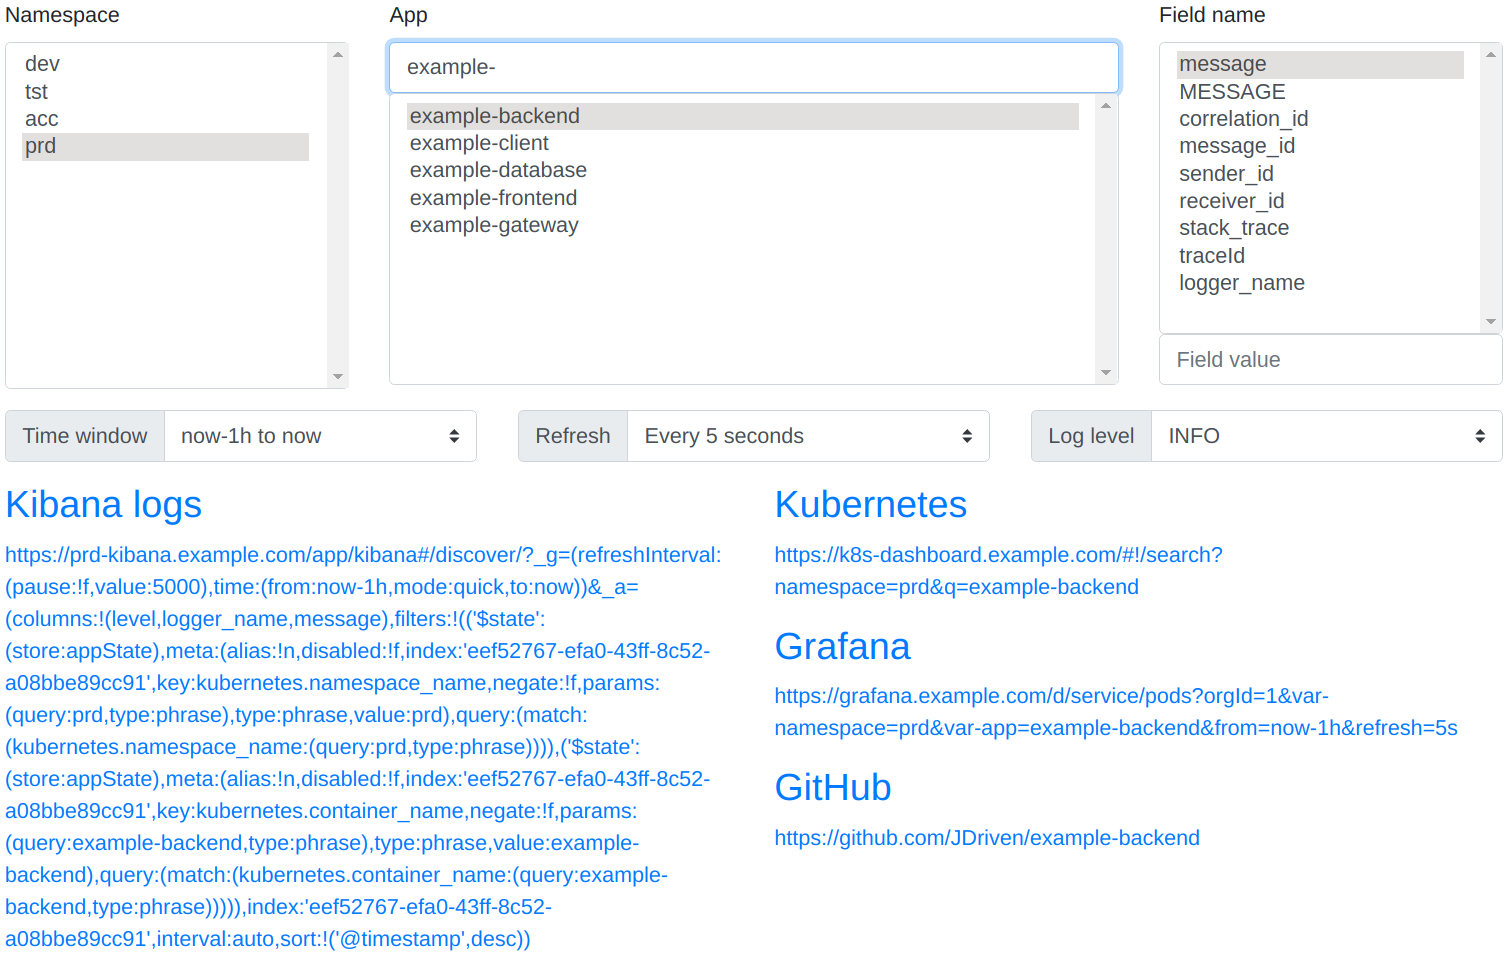 Namespace
dev
tst
acc
prd
App
example-
example-backend
example-client
example-database
example-frontend
example-gateway
Field name
message
MESSAGE
correlation_id
message_id
sender_id
receiver_id
stack_trace
traceId
logger_name
Field value
Time window
now-1h to now
Refresh
Every 5 seconds
Log level
INFO
Kibana logs
https://prd-kibana.example.com/app/kibana#/discover/?_g=(refreshInterval:
(pause:!f,value:5000),time:(from:now-1h,mode:quick,to:now))&_a=
(columns:!(level,logger_name,message),filters:!(('$state':
(store:appState),meta:(alias:!n,disabled:!f,index:'eef52767-efa0-43ff-8c52-
a08bbe89cc91',key:kubernetes.namespace_name,negate:!f,params:
(query:prd,type:phrase),type:phrase,value:prd),query:(match:
(kubernetes.namespace_name:(query:prd,type:phrase)))),('$state':
(store:appState),meta:(alias:!n,disabled:!f,index:'eef52767-efa0-43ff-8c52-
a08bbe89cc91',key:kubernetes.container_name,negate:!f,params:
(query:example-backend,type:phrase),type:phrase,value:example-
backend),query:(match:(kubernetes.container_name:(query:example-
backend,type:phrase))))),index:'eef52767-efa0-43ff-8c52-
a08bbe89cc91',interval:auto,sort:!('@timestamp',desc))
Kubernetes
https://k8s-dashboard.example.com/#!/search?
namespace=prd&q=example-backend
Grafana
https://grafana.example.com/d/service/pods?orgId=1&var-
namespace=prd&var-app=example-backend&from=now-1h&refresh=5s
GitHub
https://github.com/JDriven/example-backend